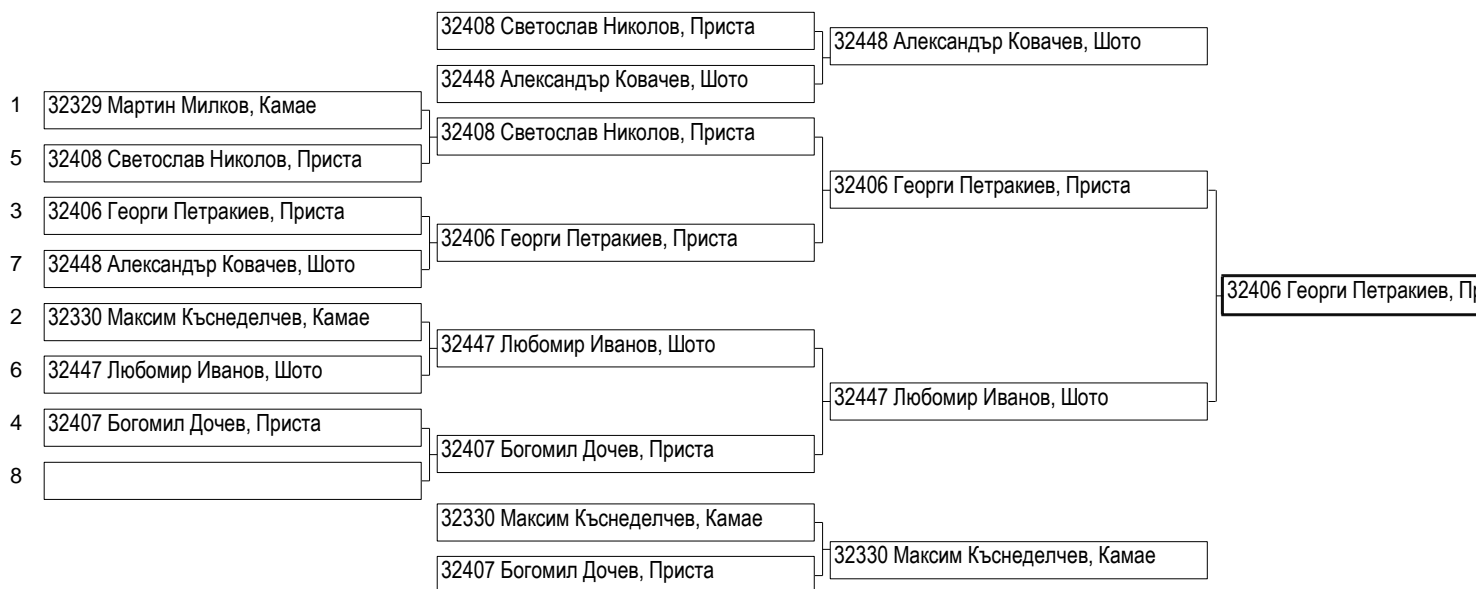 32408 Светослав Николов, Приста
32448 Александър Ковачев, Шото
32448 Александър Ковачев, Шото
1 32329 Мартин Милков, Камае
32408 Светослав Николов, Приста
5 32408 Светослав Николов, Приста
32406 Георги Петракиев, Приста
3 32406 Георги Петракиев, Приста
32406 Георги Петракиев, Приста
7 32448 Александър Ковачев, Шото
32406 Георги Петракиев, Пр
2 32330 Максим Къснеделчев, Камае
32447 Любомир Иванов, Шото
6 32447 Любомир Иванов, Шото
32447 Любомир Иванов, Шото
4 32407 Богомил Дочев, Приста
32407 Богомил Дочев, Приста
8
32330 Максим Къснеделчев, Камае
32330 Максим Къснеделчев, Камае
32407 Богомил Дочев, Приста